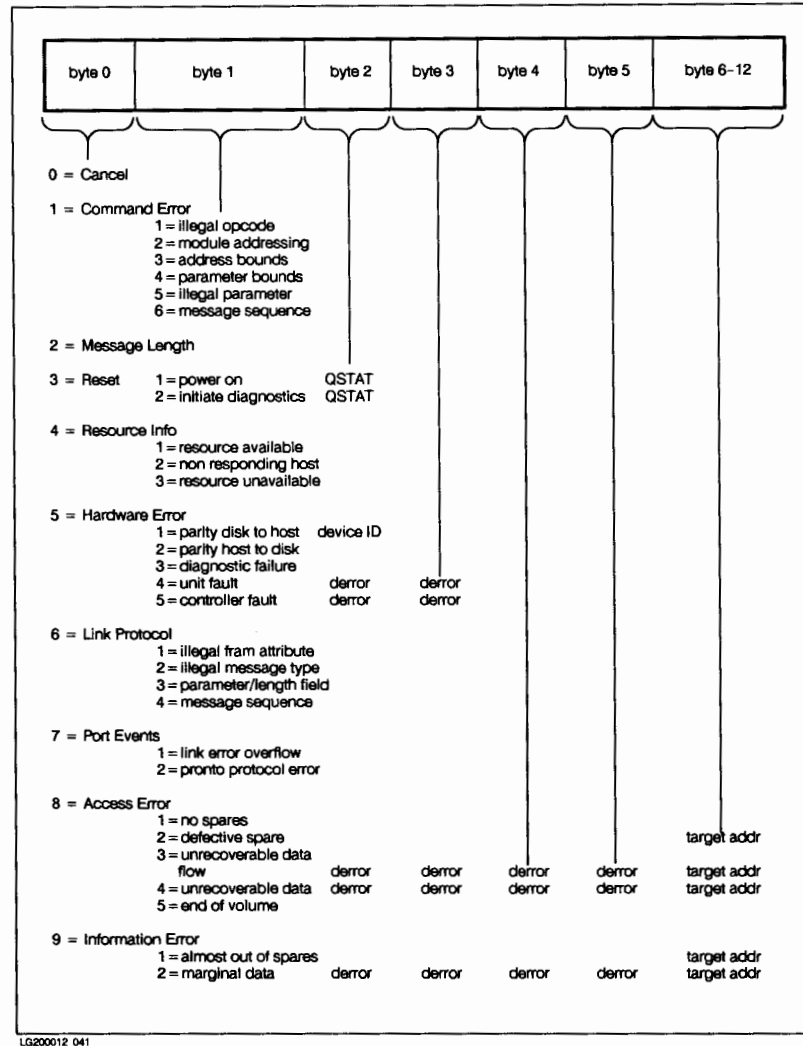 byte 0 byte 1 byte 2 byte 3 byte 4 byte 5 byte 6-12
0 = Cancel
1 = Command Error
1 = illegal opcode
2 = module addressing
3 = address bounds
4 = parameter bounds
5 = illegal parameter
6 = message sequence
2 = Message Length
3 = Reset 1 = power on QSTAT
2 = initiate diagnostics QSTAT
4 = Resource Info
1 = resource available
2 = non responding host
3 = resource unavailable
5 = Hardware Error
1 = parity disk to host device ID
2 = parity host to disk
3 = diagnostic failure
4 = unit fault derror derror
5 = controller fault derror derror
6 = Link Protocol
1 = illegal fram attribute
2 = illegal message type
3 = parameter/length field
4 = message sequence
7 = Port Events
1 = link error overflow
2 = pronto protocol error
8 = Access Error
1 = no spares
2 = defective spare target addr
3 = unrecoverable data
flow derror derror derror derror target addr
4 = unrecoverable data derror derror derror derror target addr
5 = end of volume
9 = Information Error
1 = almost out of spares target addr
2 = marginal data derror derror derror derror target addr
LG200012_041